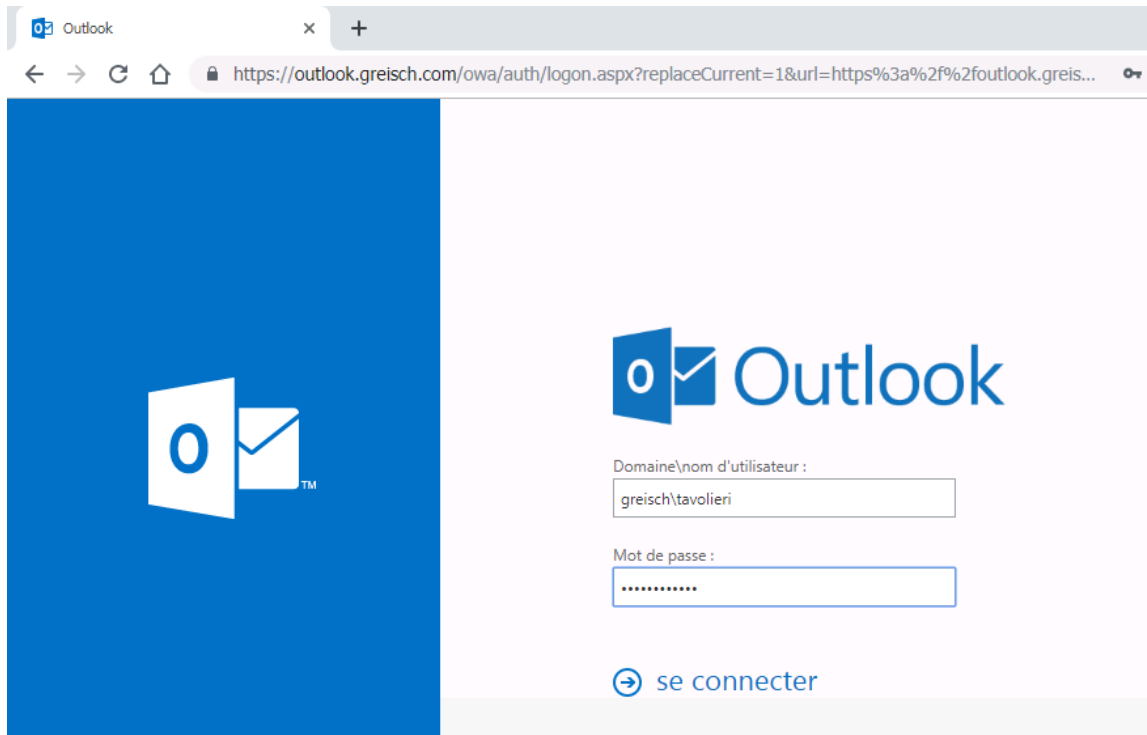 Outlook
https://outlook.greisch.com/owa/auth/logon.aspx?replaceCurrent=1&url=https%3a%2f%2foutlook.greis...
O
TM
O Outlook
Domaine\nom d'utilisateur :
greisch\tavolieri
Mot de passe :
••••••••••••
se connecter